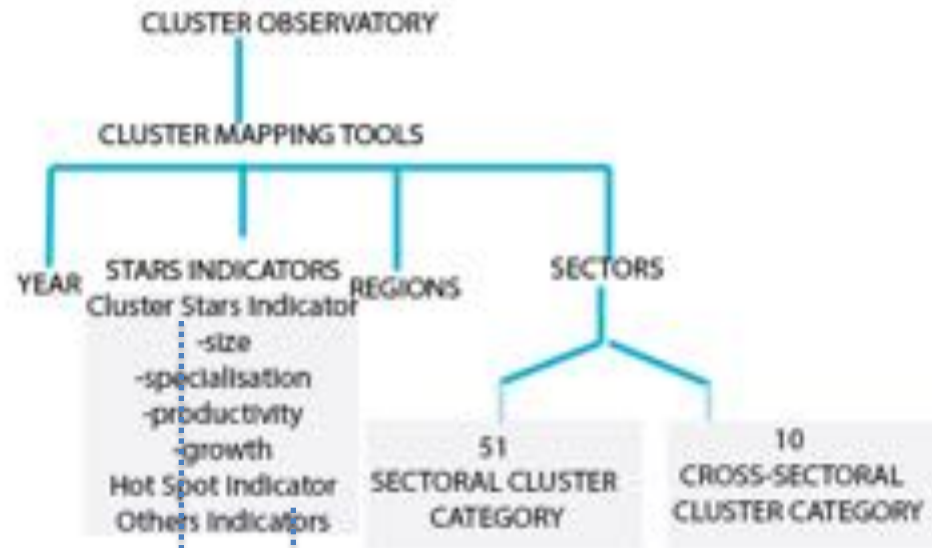 CLUSTER OBSERVATORY
CLUSTER MAPPING TOOLS
YEAR
STARS INDICATORS
Cluster Stars Indicator
-size
-specialisation
-productivity
-growth
Hot Spot Indicator
Others Indicators
REGIONS
SECTORS
51
SECTORAL CLUSTER
CATEGORY
10
CROSS-SECTORAL
CLUSTER CATEGORY